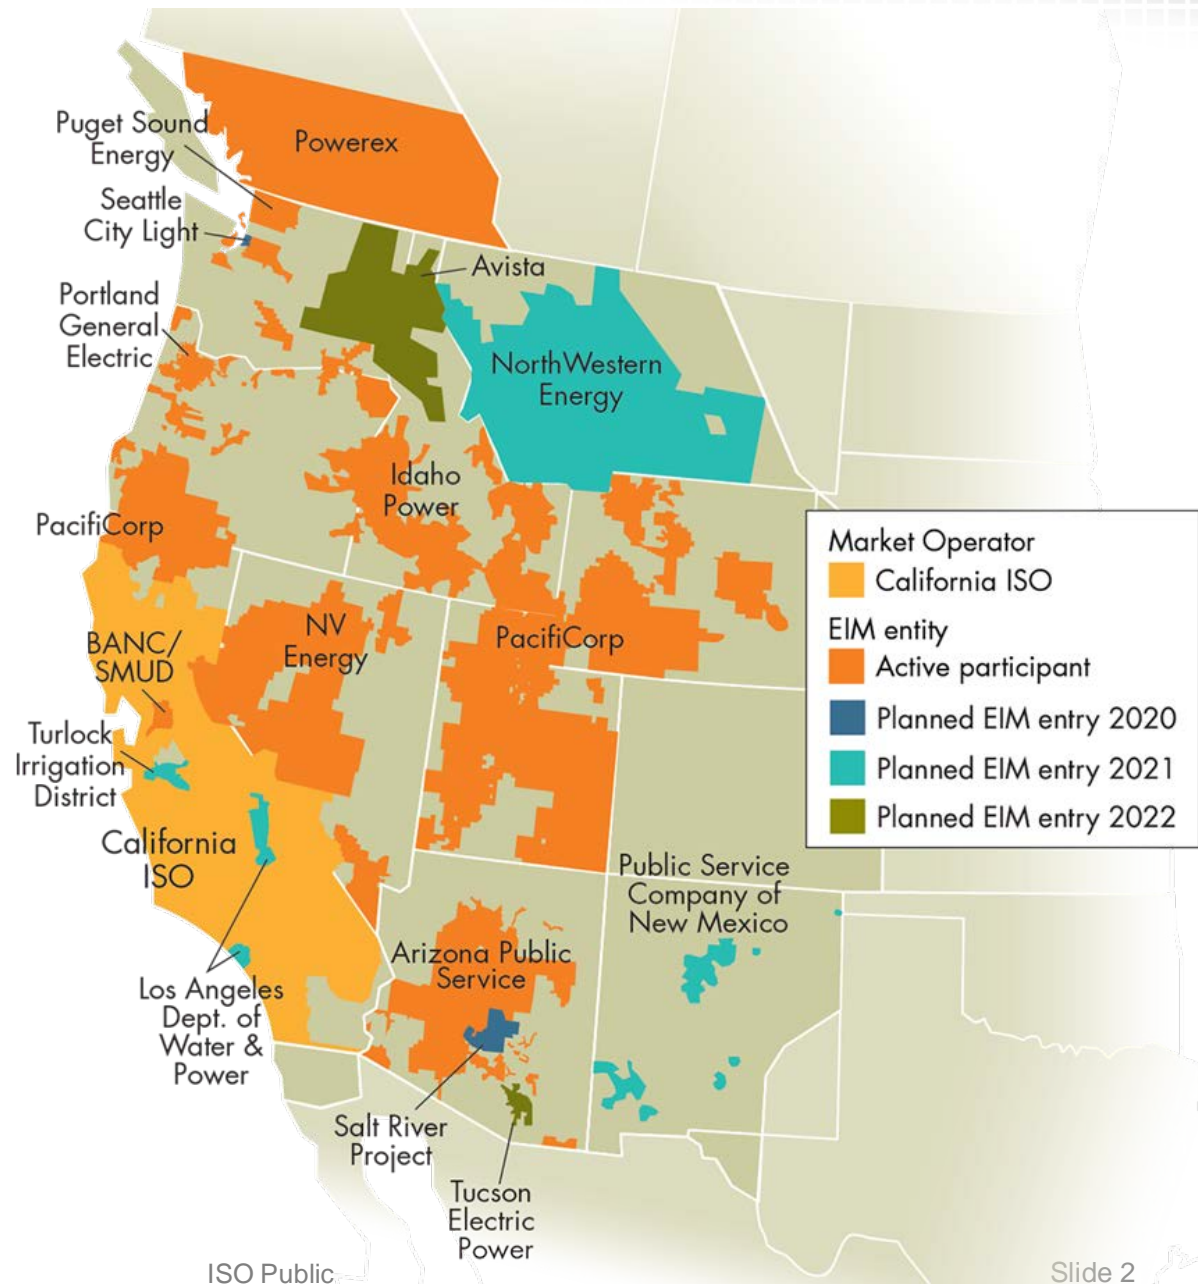 Powerex
Puget Sound
Energy
Seattle
City Light
Avista
Portland
General
Electric
NorthWestern
Energy
Idaho
Power
PacifiCorp
Market Operator
California ISO
EIM entity
Active participant
Planned EIM entry 2020
Planned EIM entry 2021
Planned EIM entry 2022
NV
Energy
PacifiCorp
BANC/
SMUD
Turlock
Irrigation
District
California
ISO
Public Service
Company of
New Mexico
Arizona Public
Service
Los Angeles
Dept. of
Water &
Power
Salt River
Project
Tucson
Electric
Power
ISO Public
Slide 2